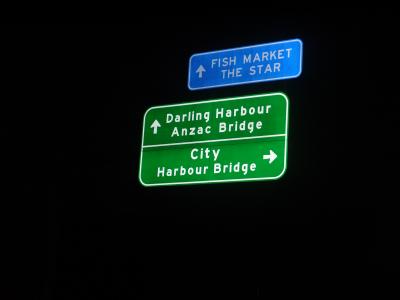 FISH MARKET
THE STAR
Darling Harbour
Anzac Bridge
City
Harbour Bridge